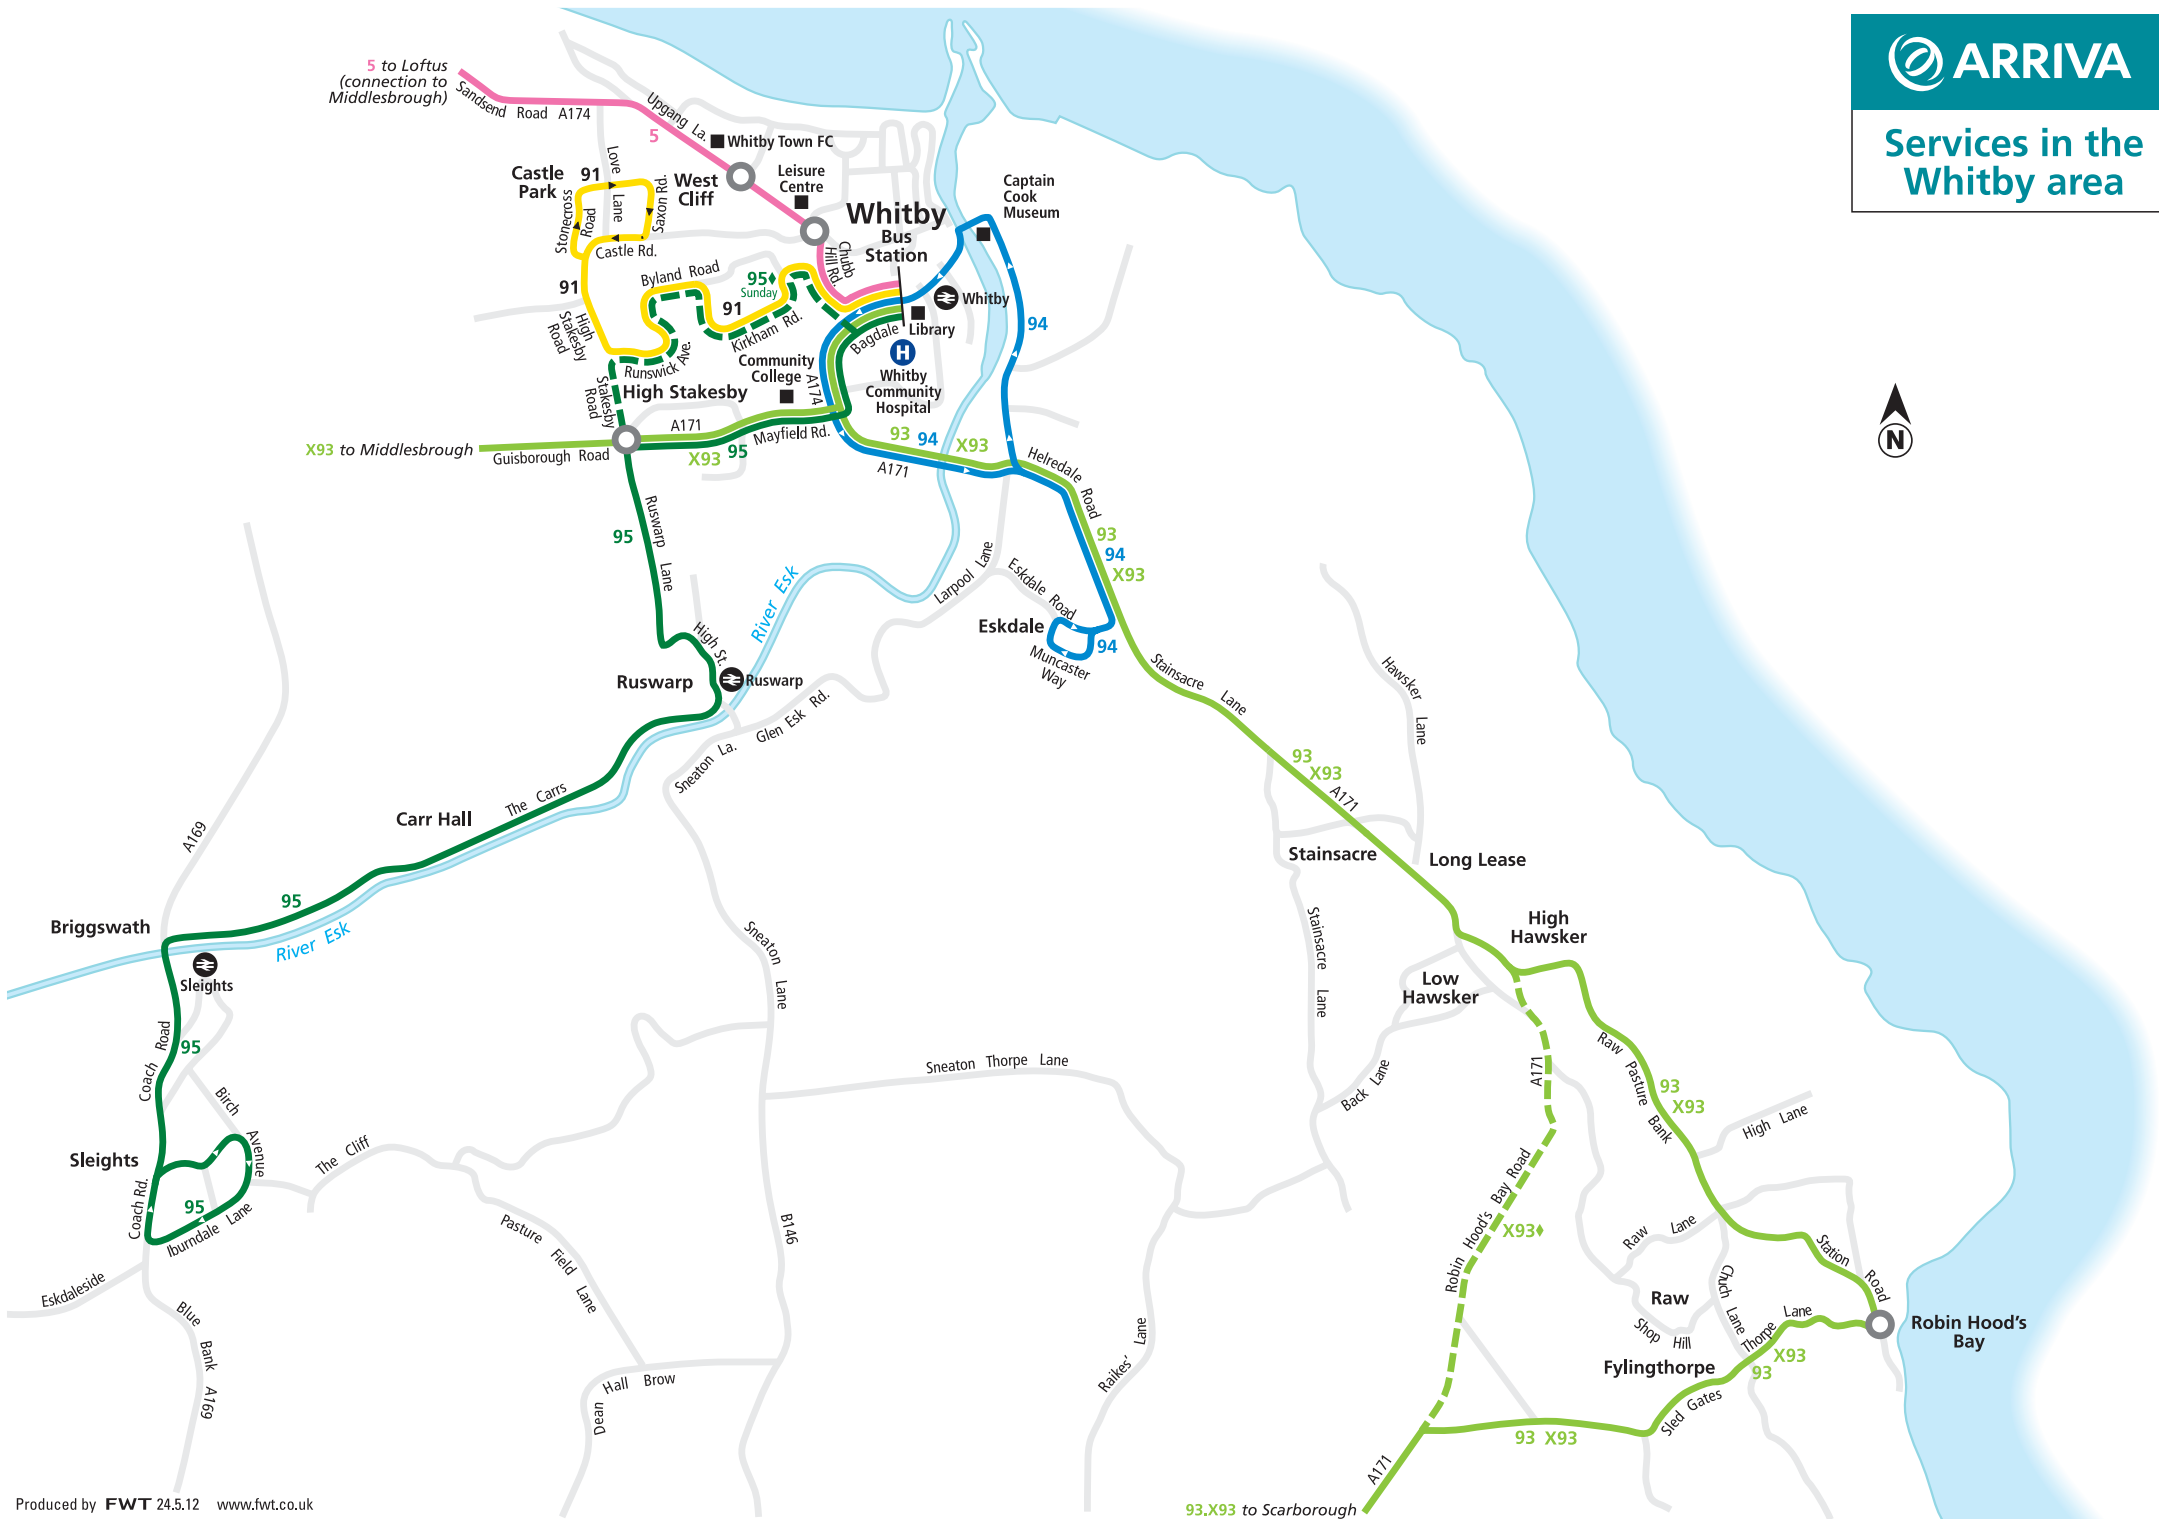 ARRIVA
Services in the
Whitby area
5 to Loftus
(connection to
Middlesbrough)
Sandsend Road A174
Upgang La.
5
Whitby Town FC
Leisure
Centre
West
Cliff
Castle
Park
91
Love Lane
Saxon Rd.
Stonecross
Road
Castle Rd.
Whitby
Bus
Station
Captain
Cook
Museum
Chubb
Hill Rd.
Byland Road
95♦
Sunday
91
91
High
Stakesby
Road
Kirkham Rd.
Whitby
Library
Bagdale
94
Runswick Ave.
Community
College
A174
Whitby
Community
Hospital
H
High Stakesby
Stakesby
Road
A171
Mayfield Rd.
X93 to Middlesbrough
Guisborough Road
X93 95
93 94 X93
A171
Helredale
Road
N
Ruswarp Lane
95
93
94
X93
River Esk
Larpool Lane
Eskdale Road
Eskdale
94
Muncaster
Way
High St.
Ruswarp
Ruswarp
Stainsacre Lane
Hawsker Lane
Glen Esk Rd.
Sneaton La.
93
X93
A171
The Carrs
Carr Hall
A169
Stainsacre
Long Lease
95
Briggswath
River Esk
Sleights
High
Hawsker
Low
Hawsker
Stainsacre Lane
Sneaton Lane
Coach Road
95
Sneaton Thorpe Lane
Back Lane
A171
Raw Pasture Bank
93
X93
High Lane
Birch Avenue
The Cliff
Sleights
Coach Rd.
95
Iburndale Lane
Robin Hood's Bay Road
X93♦
Raw Lane
Station Road
Pasture Field Lane
B146
Eskdaleside
Blue Bank A169
Raw
Shop Hill
Chuch Lane
Thorpe Lane
Robin Hood's
Bay
X93
93
Fylingthorpe
Sled Gates
Raikes' Lane
Hall Brow
Dean
93 X93
A171
93.X93 to Scarborough
Produced by FWT 24.5.12 www.fwt.co.uk